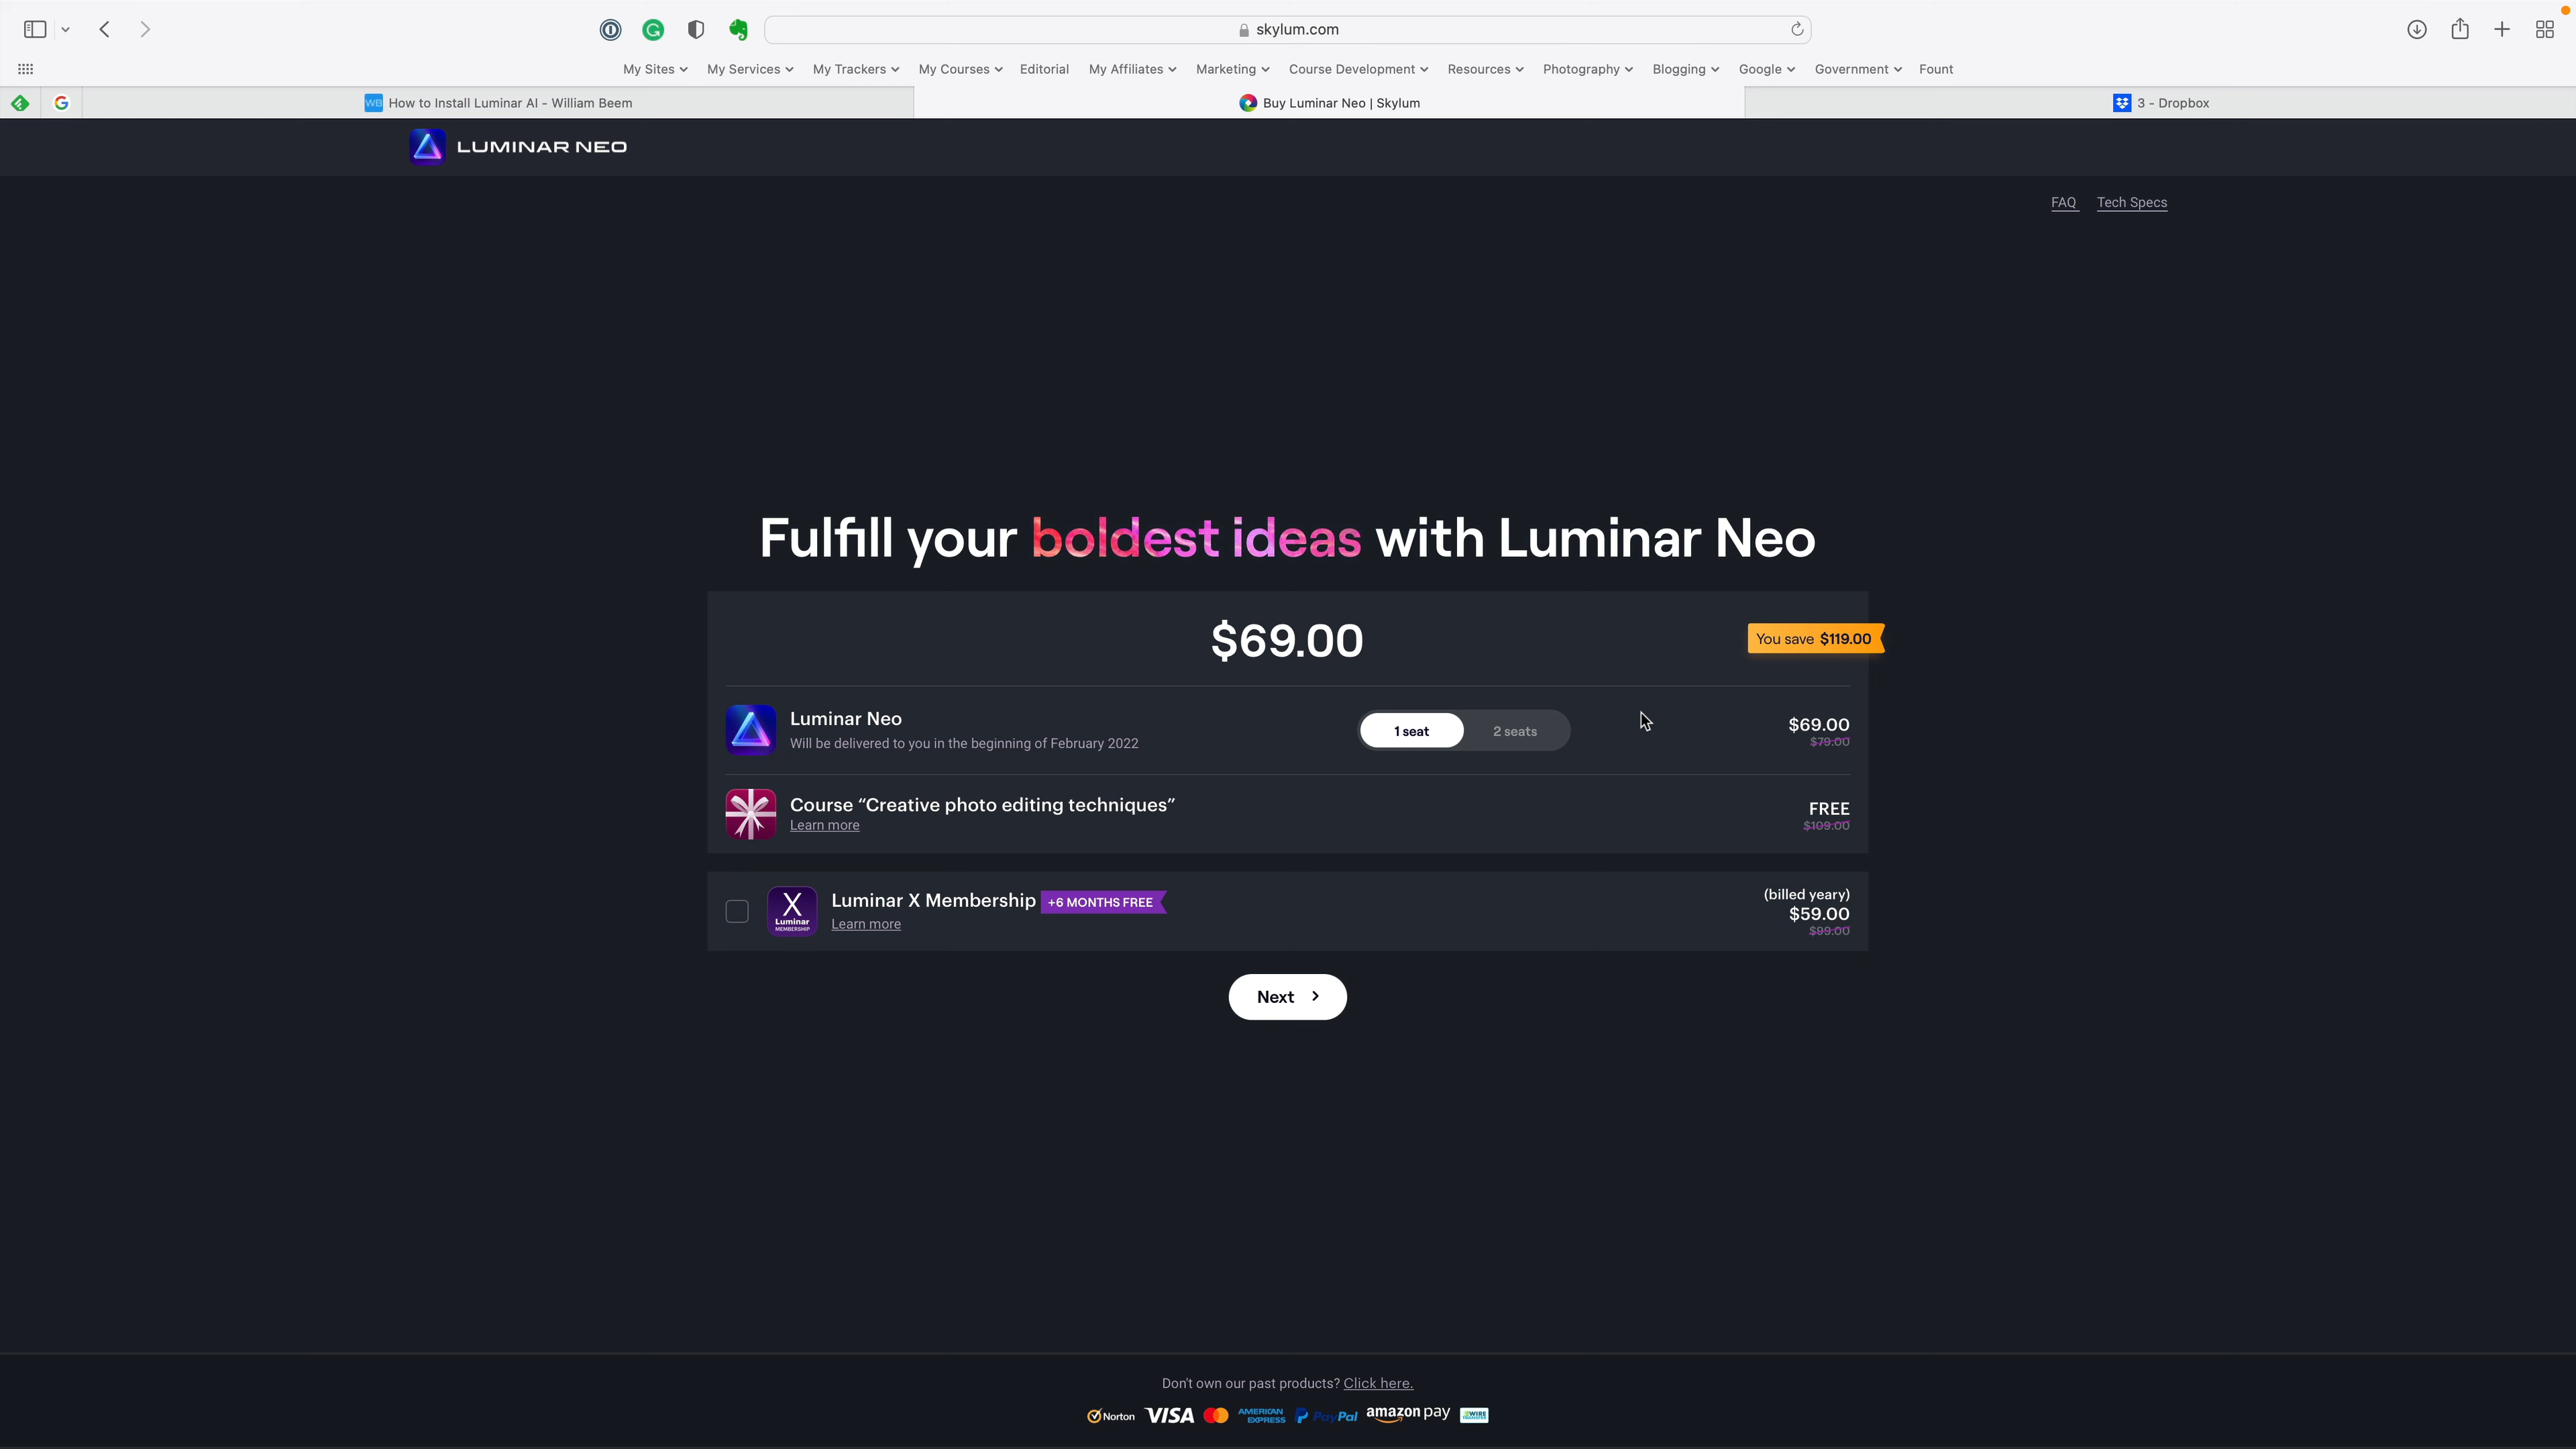 skylum.com
My Sites My Services My Trackers My Courses Editorial My Affiliates Marketing Course Development Resources Photography Blogging Google Government Fount
WB How to Install Luminar AI - William Beem Buy Luminar Neo | Skylum 3 - Dropbox
LUMINAR NEO
FAQ Tech Specs
Fulfill your boldest ideas with Luminar Neo
$69.00 You save $119.00
Luminar Neo
Will be delivered to you in the beginning of February 2022
1 seat 2 seats
$69.00
$79.00
Course “Creative photo editing techniques”
Learn more
FREE
$109.00
X
Luminar
MEMBERSHIP
Luminar X Membership +6 MONTHS FREE
Learn more
(billed yeary)
$59.00
$99.00
Next
Don't own our past products? Click here.
Norton VISA AMERICAN EXPRESS PayPal amazon pay WIRE TRANSFER